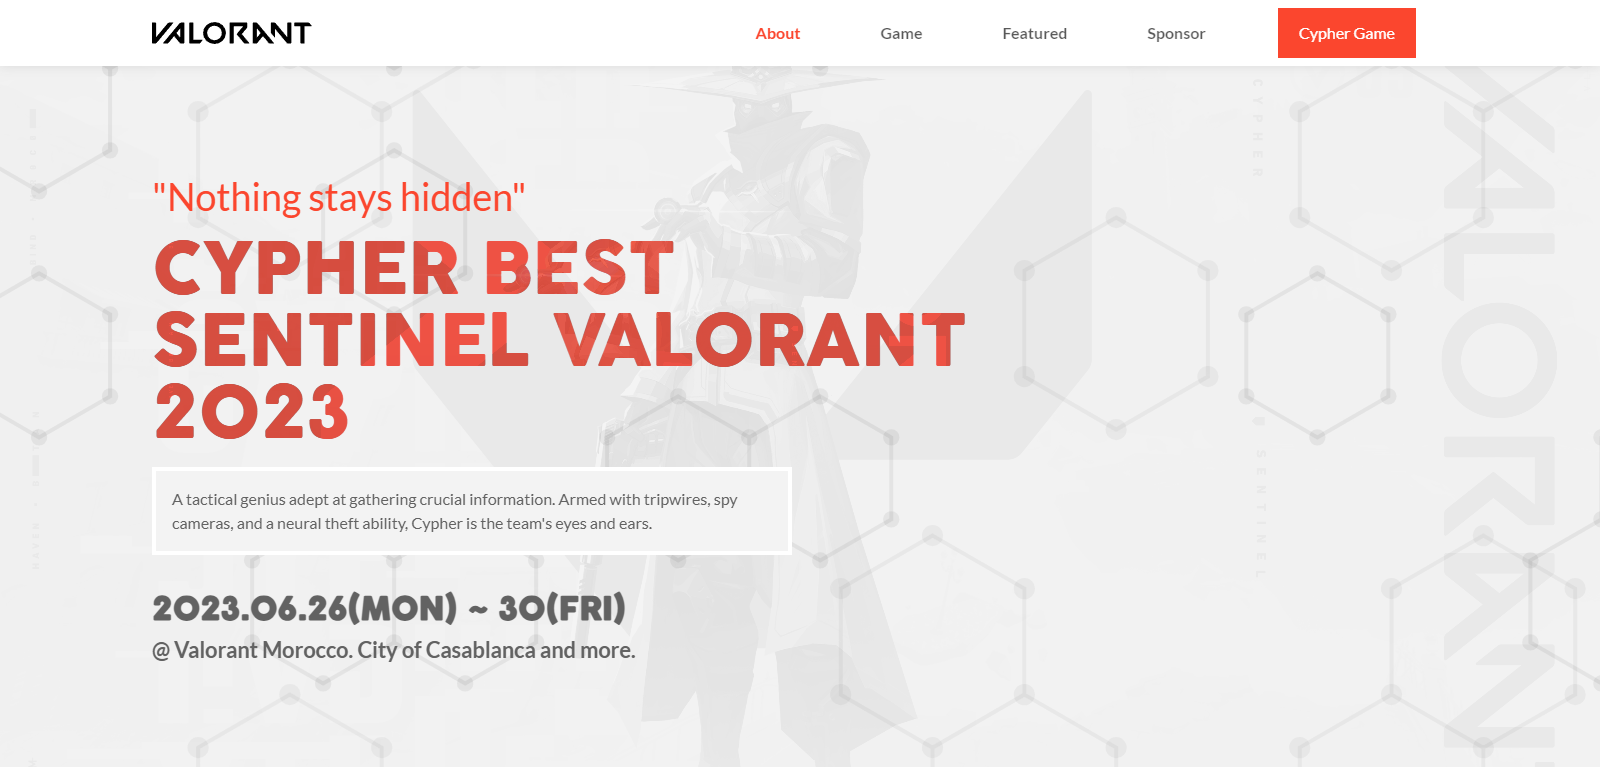 VALORANT
About
Game
Featured
Sponsor
Cypher Game
"Nothing stays hidden"
CYPHER BEST
SENTINEL VALORANT
2023
A tactical genius adept at gathering crucial information. Armed with tripwires, spy
cameras, and a neural theft ability, Cypher is the team's eyes and ears.
2023.06.26(MON) ~ 30(FRI)
@ Valorant Morocco. City of Casablanca and more.
CYPHER
SENTINEL
VALORANT